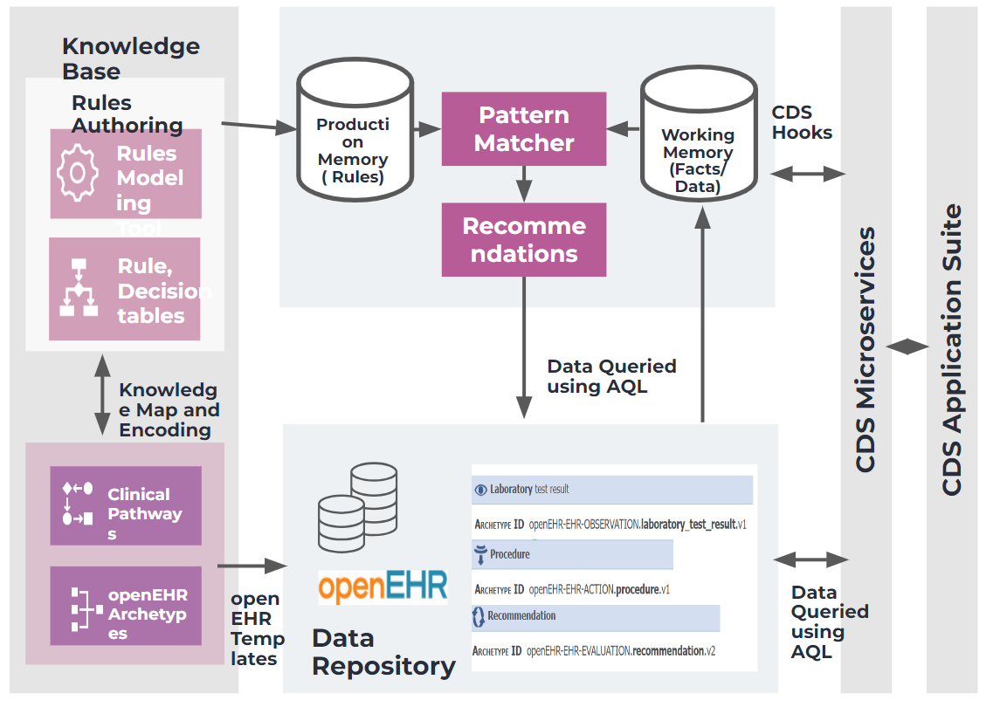 Knowledge
Base
Rules
Authoring
Rules
Model
ing
Tool
Rule,
Decision
tables
Knowledg
e Map and
Encoding
Clinical
Pathway
s
openEHR
Archetyp
es
open
EHR
Temp
lates
Producti
on
Memory
( Rules)
Pattern
Matcher
Working
Memory
(Facts/
Data)
Recomme
ndations
CDS
Hooks
Data Queried
using AQL
openEHR
Data
Repository
Laboratory test result
ARCHETYPE ID openEHR-EHR-OBSERVATION.laboratory_test_result.v1
Procedure
ARCHETYPE ID openEHR-EHR-ACTION.procedure.v1
Recommendation
ARCHETYPE ID openEHR-EHR-EVALUATION.recommendation.v2
Data
Queried
using
AQL
CDS Microservices
CDS Application Suite